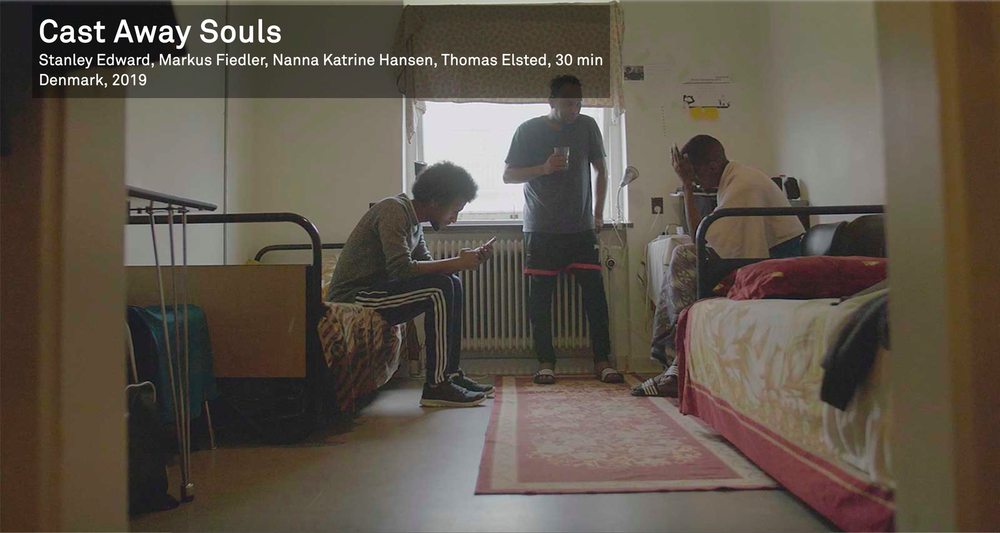 Cast Away Souls
Stanley Edward, Markus Fiedler, Nanna Katrine Hansen, Thomas Elsted, 30 min
Denmark, 2019